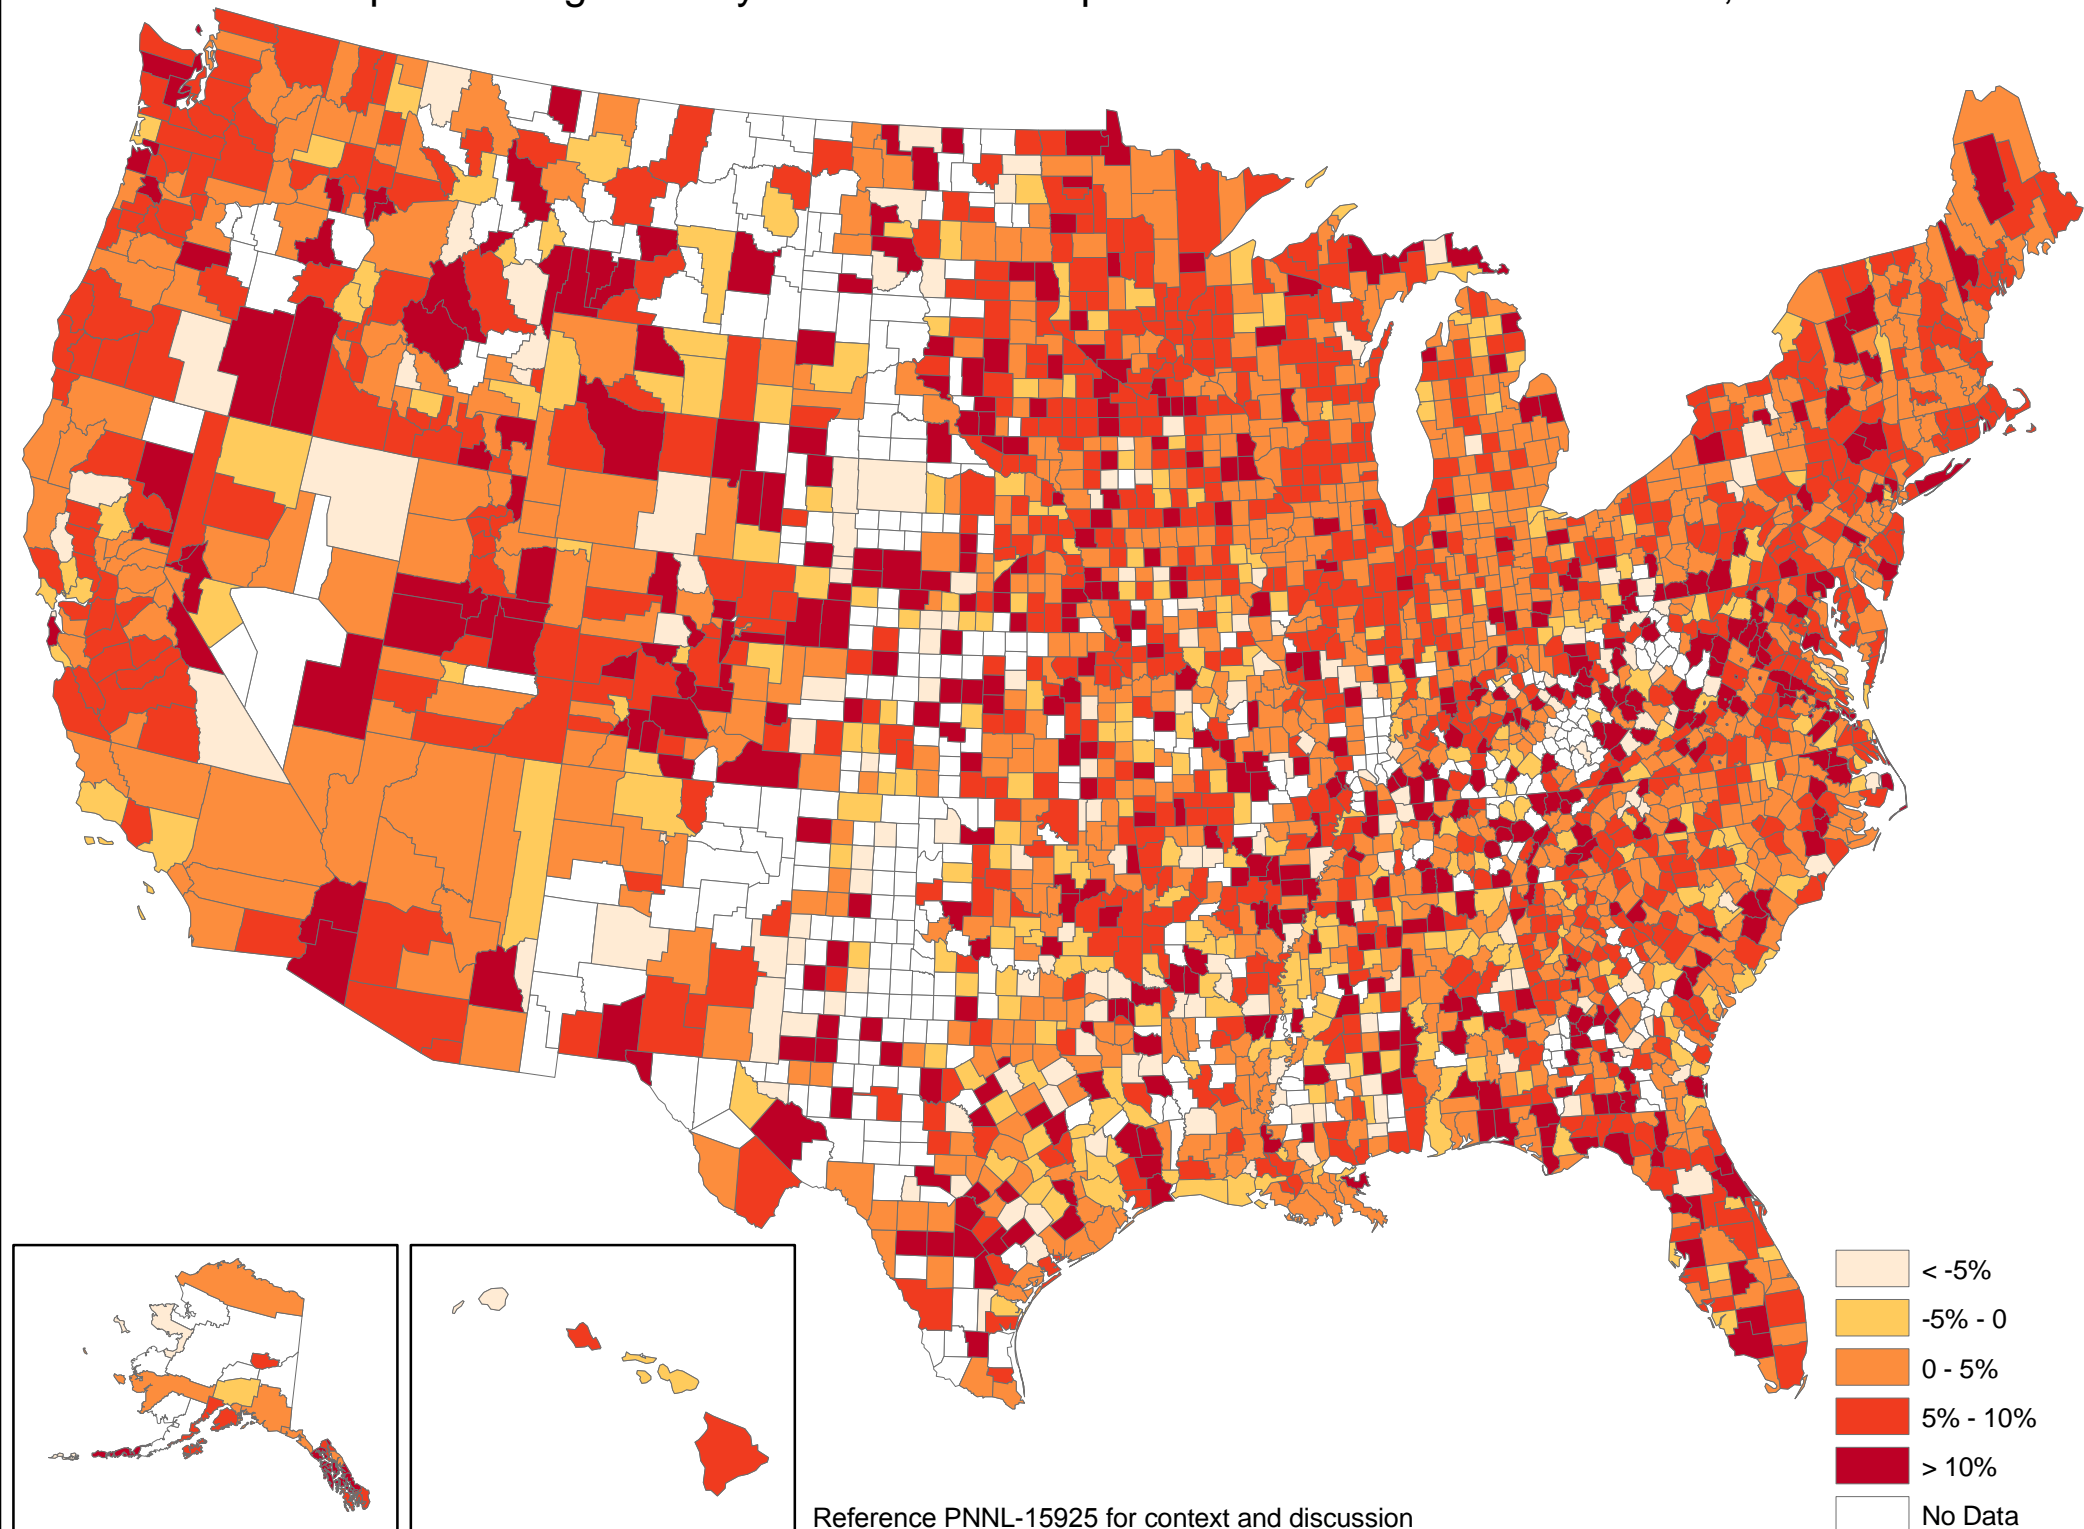 < -5%
-5% - 0
0 - 5%
5% - 10%
> 10%
No Data
Reference PNNL-15925 for context and discussion